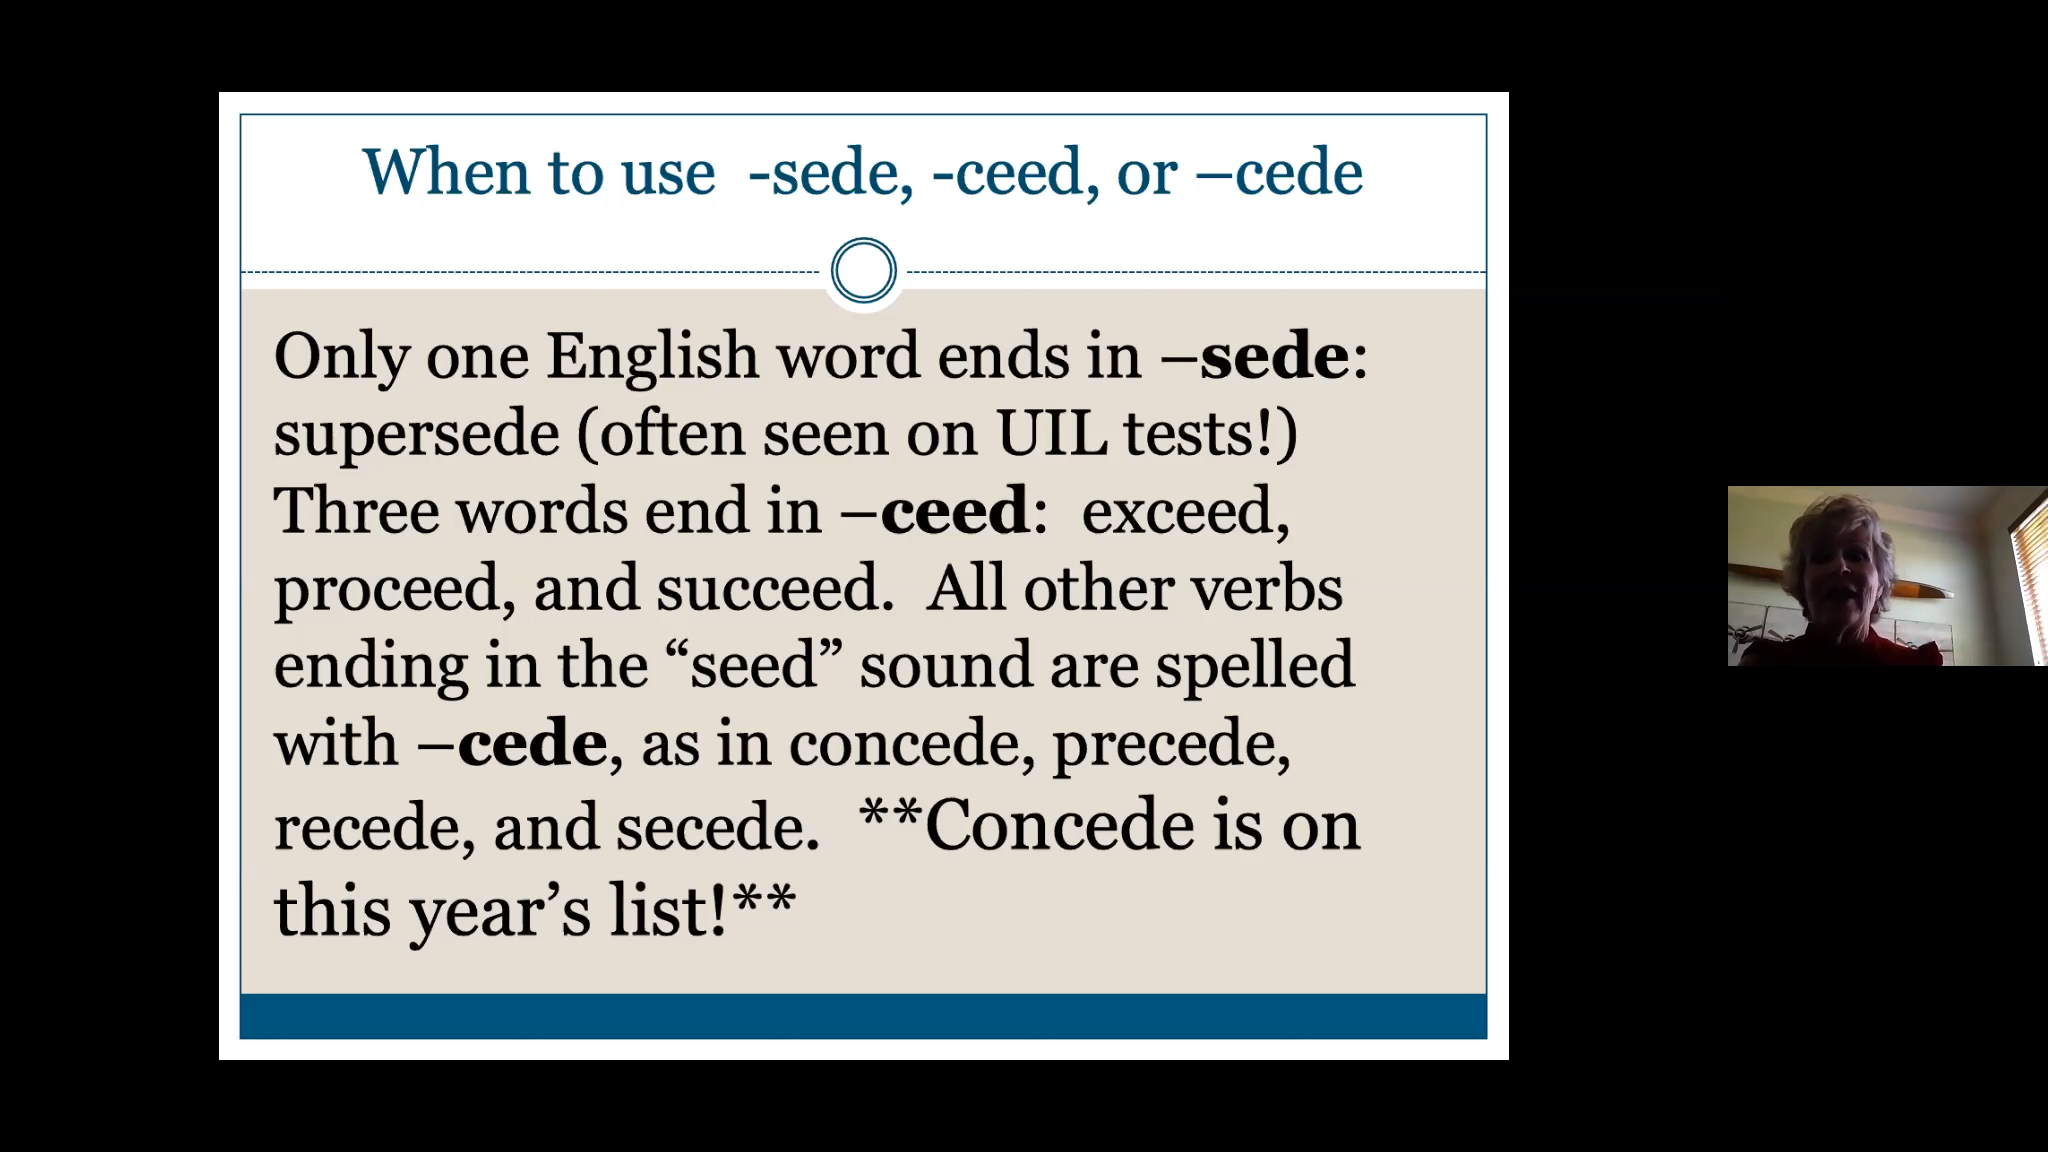 When to use -sede, -ceed, or –cede
Only one English word ends in –sede:
supersede (often seen on UIL tests!)
Three words end in –ceed: exceed,
proceed, and succeed. All other verbs
ending in the “seed” sound are spelled
with –cede, as in concede, precede,
recede, and secede. **Concede is on
this year’s list!**